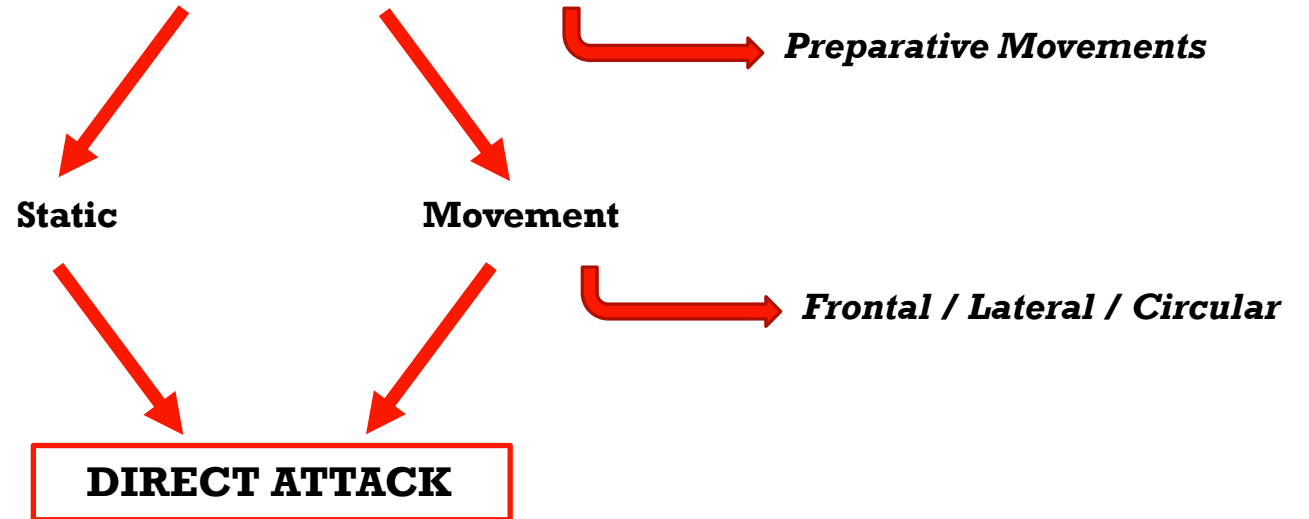 Preparative Movements
Static
Movement
Frontal / Lateral / Circular
DIRECT ATTACK